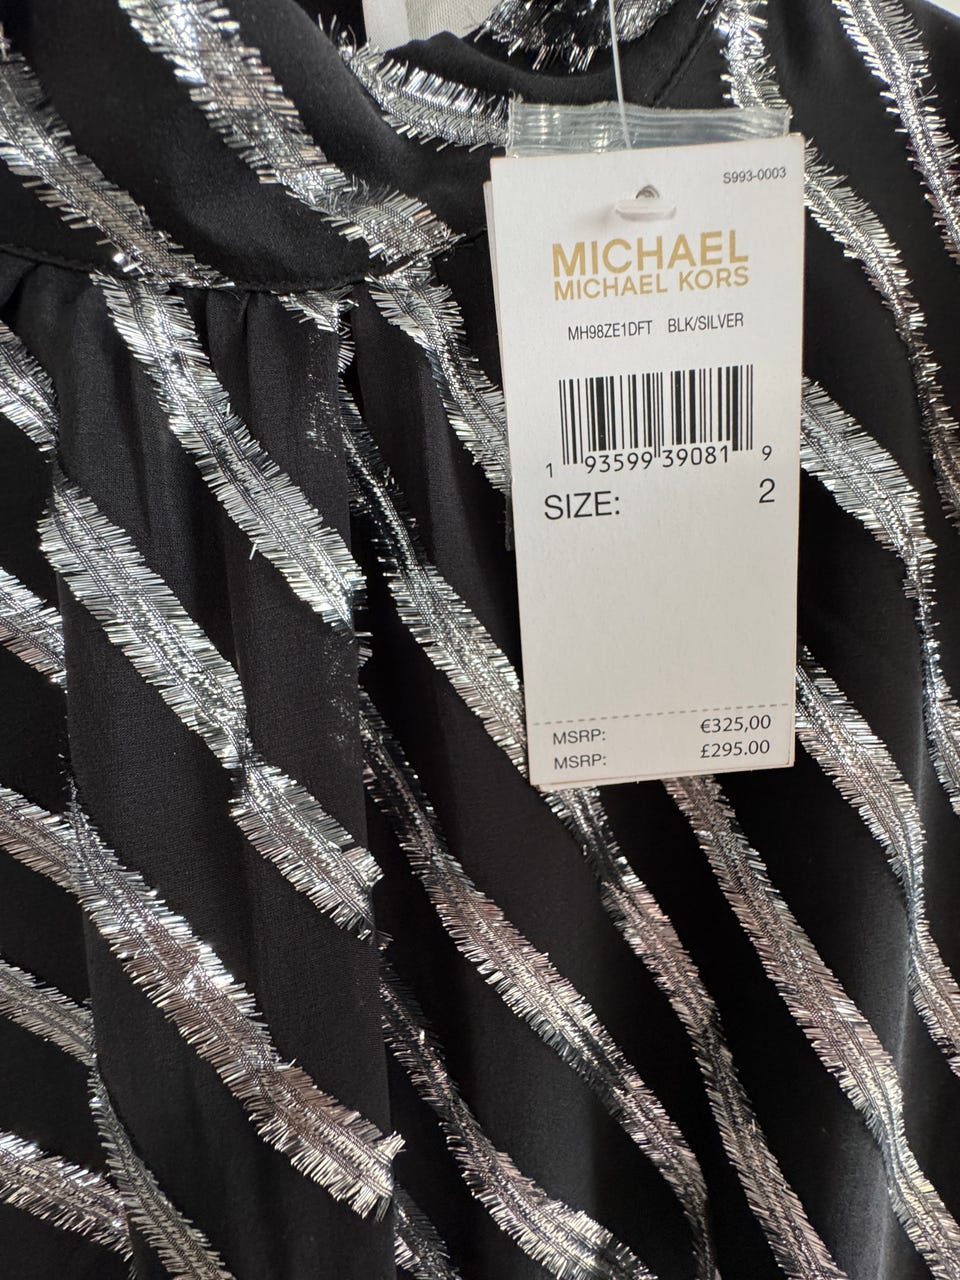 S993-0003
MICHAEL
MICHAEL KORS
MH98ZE1DFT BLK/SILVER
1 93599 39081 9
SIZE: 2
MSRP: €325,00
MSRP: £295.00